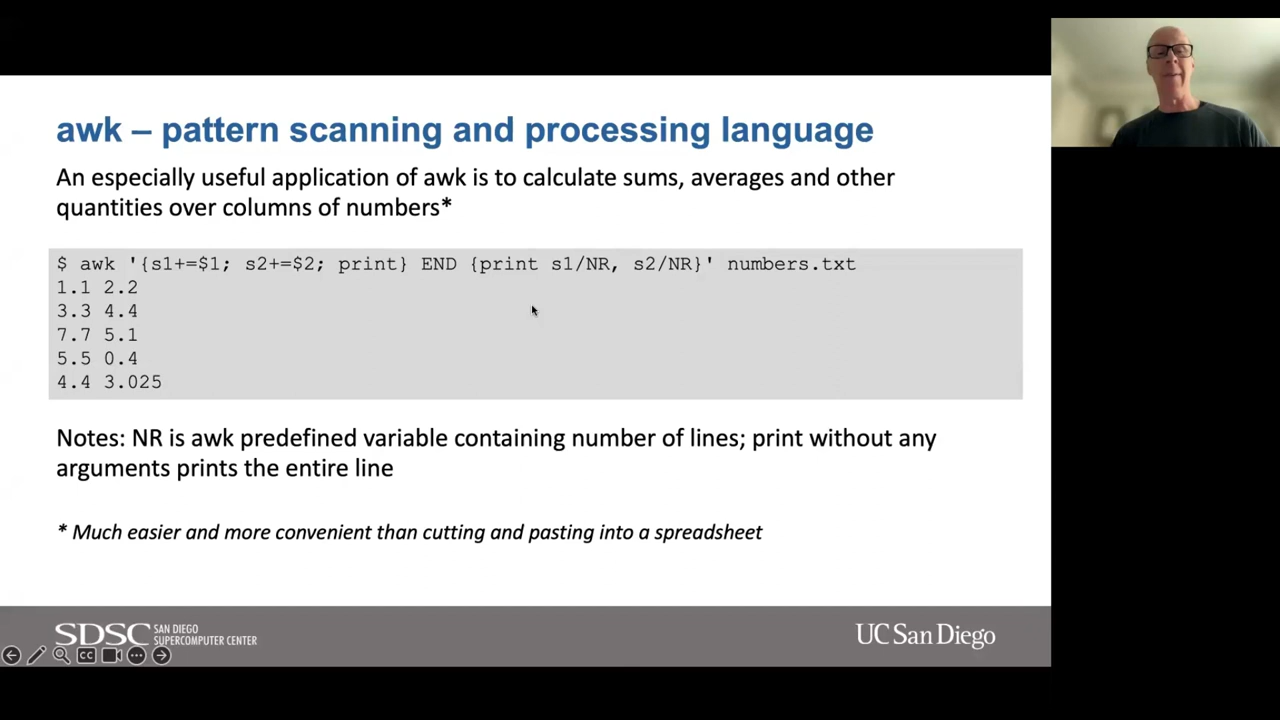 awk – pattern scanning and processing language
An especially useful application of awk is to calculate sums, averages and other
quantities over columns of numbers*
$ awk '{s1+=$1; s2+=$2; print} END {print s1/NR, s2/NR}' numbers.txt
1.1 2.2
3.3 4.4
7.7 5.1
5.5 0.4
4.4 3.025
Notes: NR is awk predefined variable containing number of lines; print without any
arguments prints the entire line
* Much easier and more convenient than cutting and pasting into a spreadsheet
SDSC SAN DIEGO
SUPERCOMPUTER CENTER
UC San Diego
CC